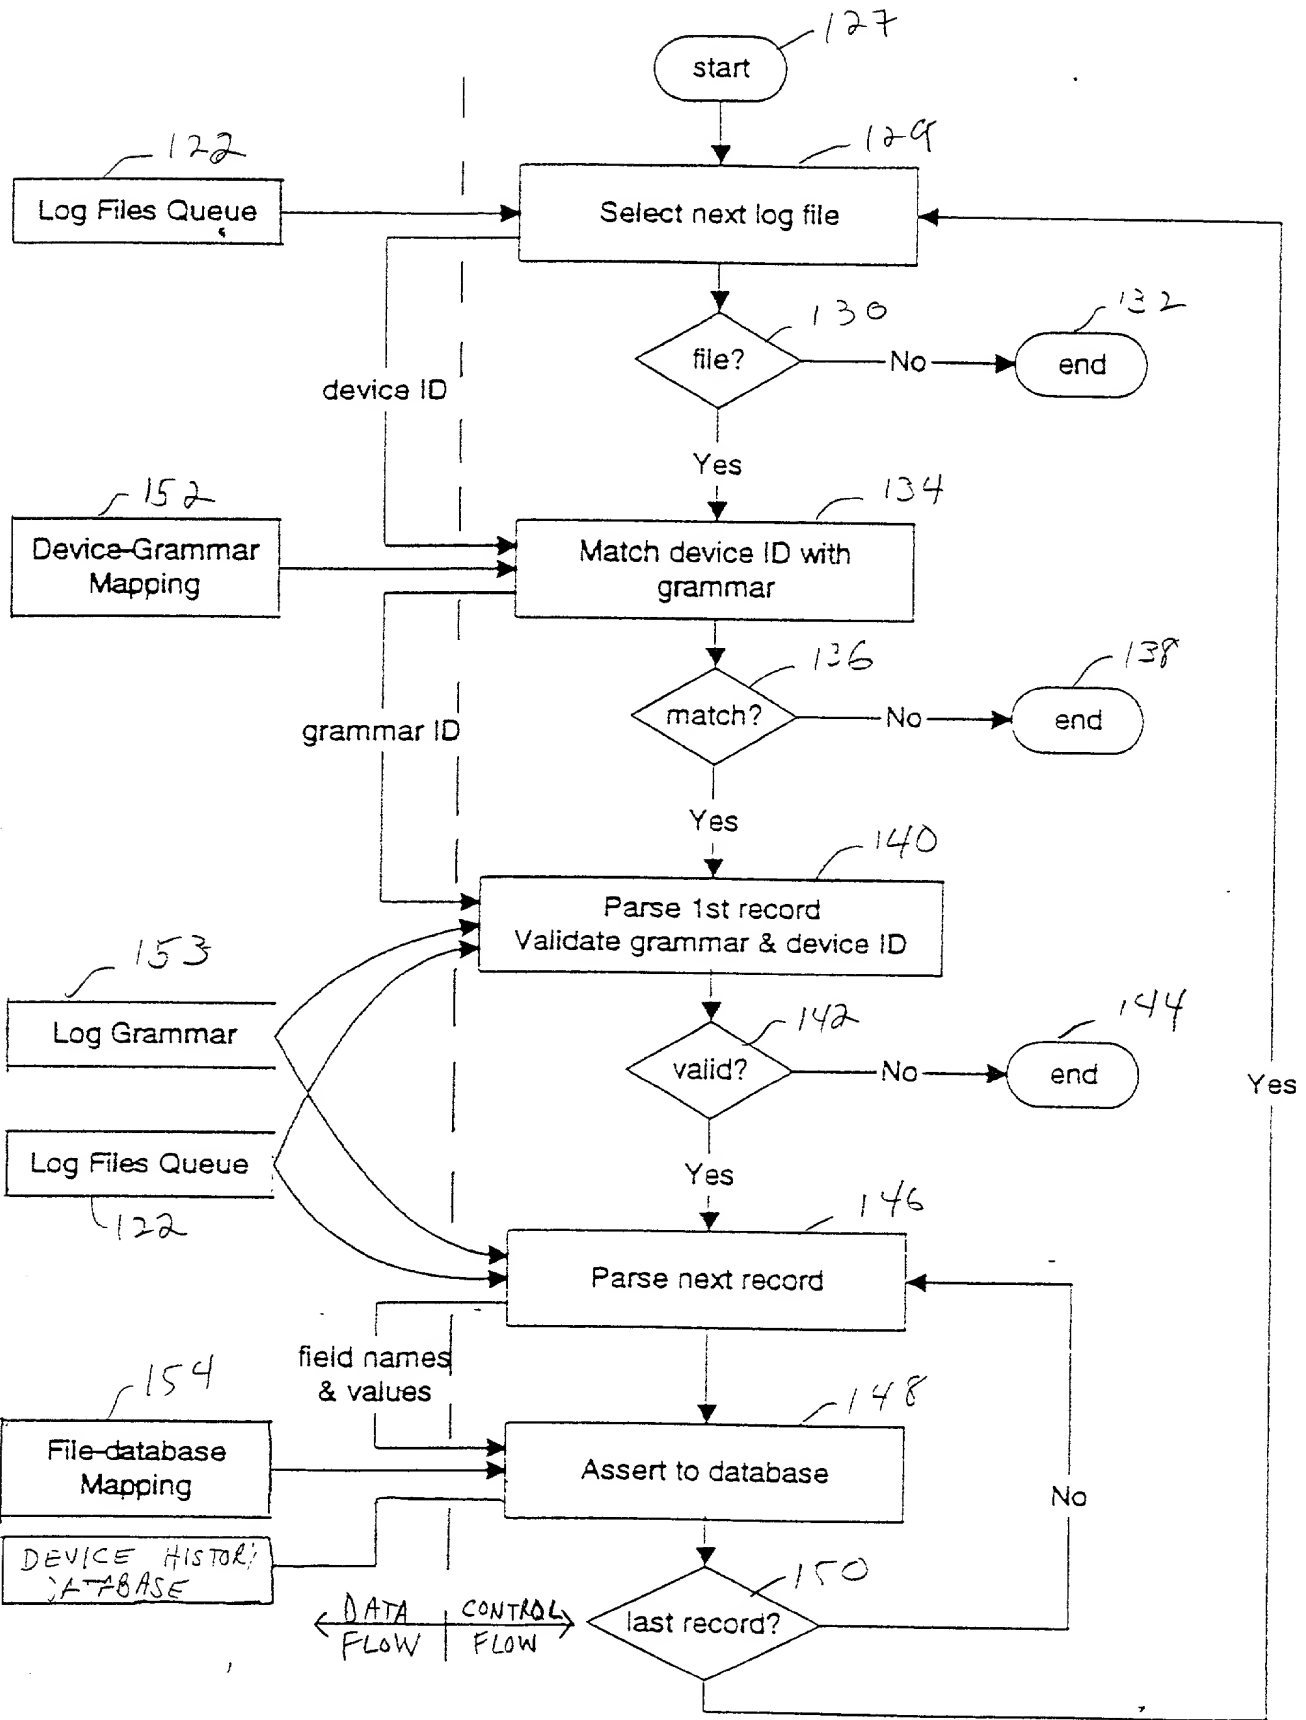 127
start
129
122
Log Files Queue
Select next log file
130
132
file?
No
end
device ID
Yes
152
134
Device-Grammar
Mapping
Match device ID with
grammar
136
138
match?
No
end
grammar ID
Yes
140
Parse 1st record
Validate grammar & device ID
153
Log Grammar
142
144
valid?
No
end
Yes
Log Files Queue
122
Yes
146
Parse next record
field names
& values
154
148
File-database
Mapping
Assert to database
No
DEVICE HISTOR
ATABASE
150
last record?
DATA
FLOW
CONTROL
FLOW